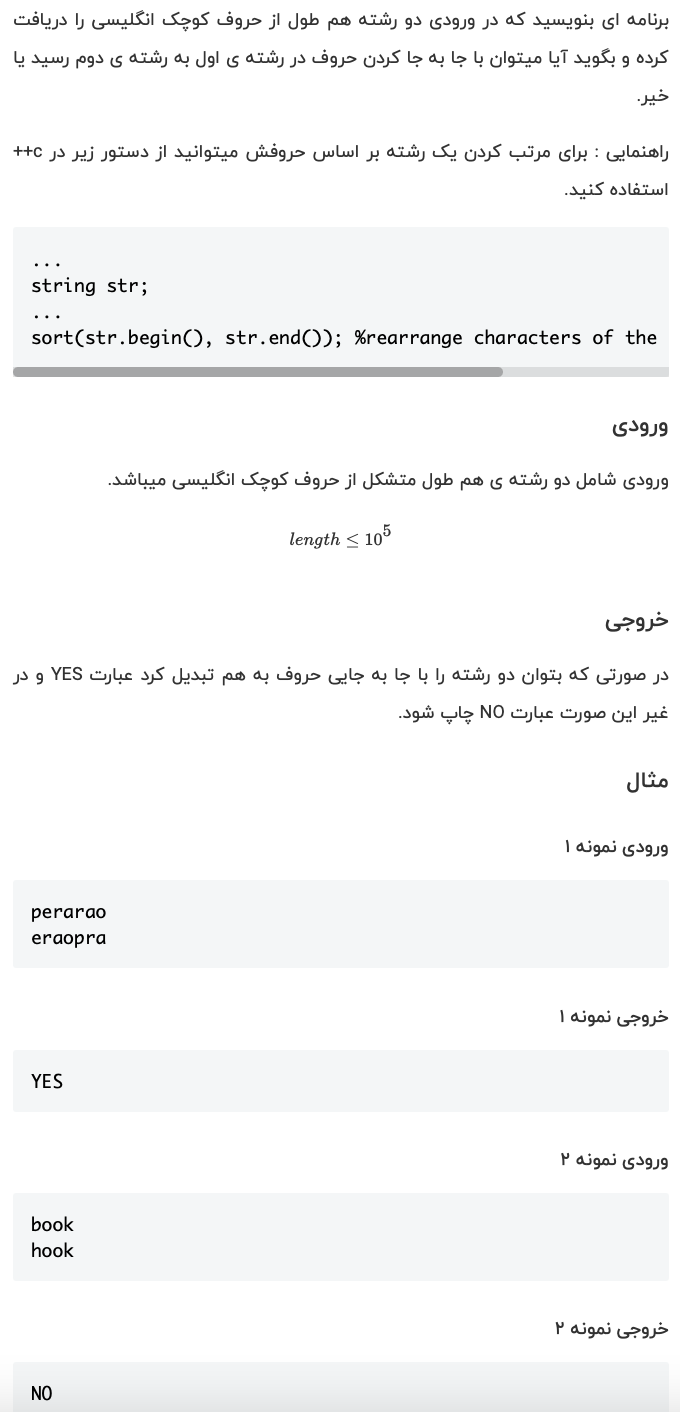 برنامه ای بنویسید که در ورودی دو رشته هم طول از حروف کوچک انگلیسی را دریافت
کرده و بگوید آیا میتوان با جا به جا کردن حروف در رشته ی اول به رشته ی دوم رسید یا
خیر.
راهنمایی : برای مرتب کردن یک رشته بر اساس حروفش میتوانید از دستور زیر در c++
استفاده کنید.
...
string str;
...
sort(str.begin(), str.end()); %rearrange characters of the
ورودی
ورودی شامل دو رشته ی هم طول متشکل از حروف کوچک انگلیسی میباشد.
length ≤ 10⁵
خروجی
در صورتی که بتوان دو رشته را با جا به جایی حروف به هم تبدیل کرد عبارت YES و در
غیر این صورت عبارت NO چاپ شود.
مثال
ورودی نمونه ۱
perarao
eraopra
خروجی نمونه ۱
YES
ورودی نمونه ۲
book
hook
خروجی نمونه ۲
NO